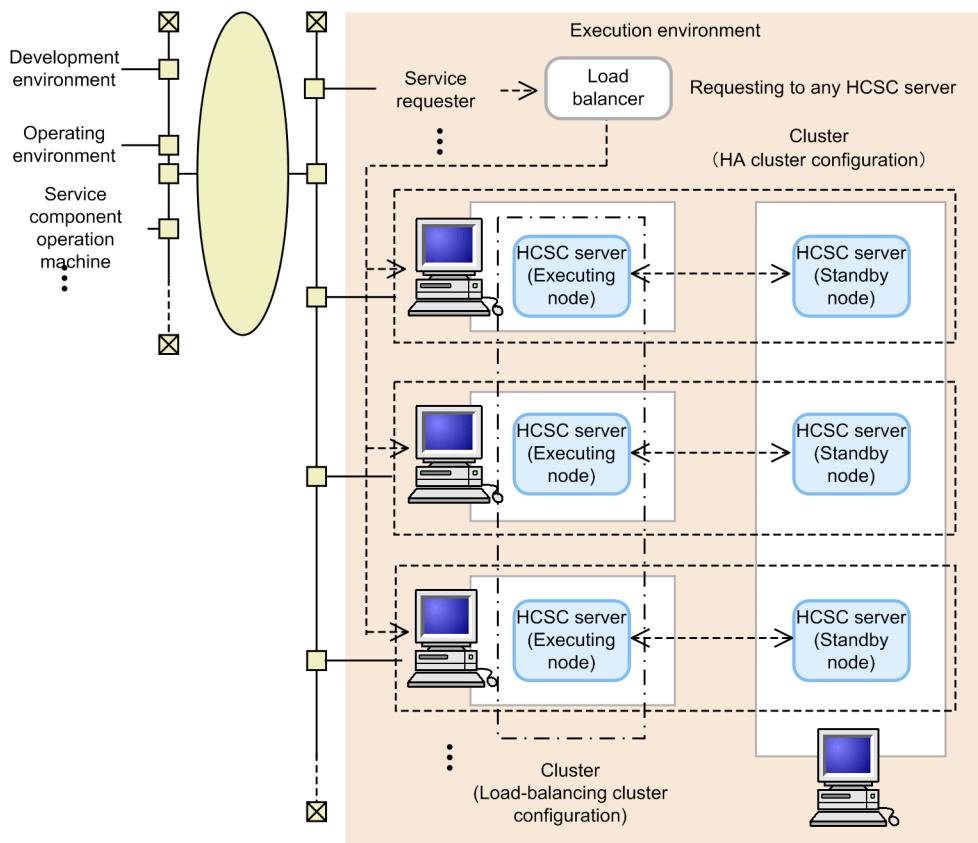 Execution environment
Development
environment
Operating
environment
Service
component
operation
machine
Service
requester
Load
balancer
Requesting to any HCSC server
Cluster
(HA cluster configuration)
HCSC server
(Executing
node)
HCSC server
(Standby
node)
HCSC server
(Executing
node)
HCSC server
(Standby
node)
HCSC server
(Executing
node)
HCSC server
(Standby
node)
Cluster
(Load-balancing cluster
configuration)